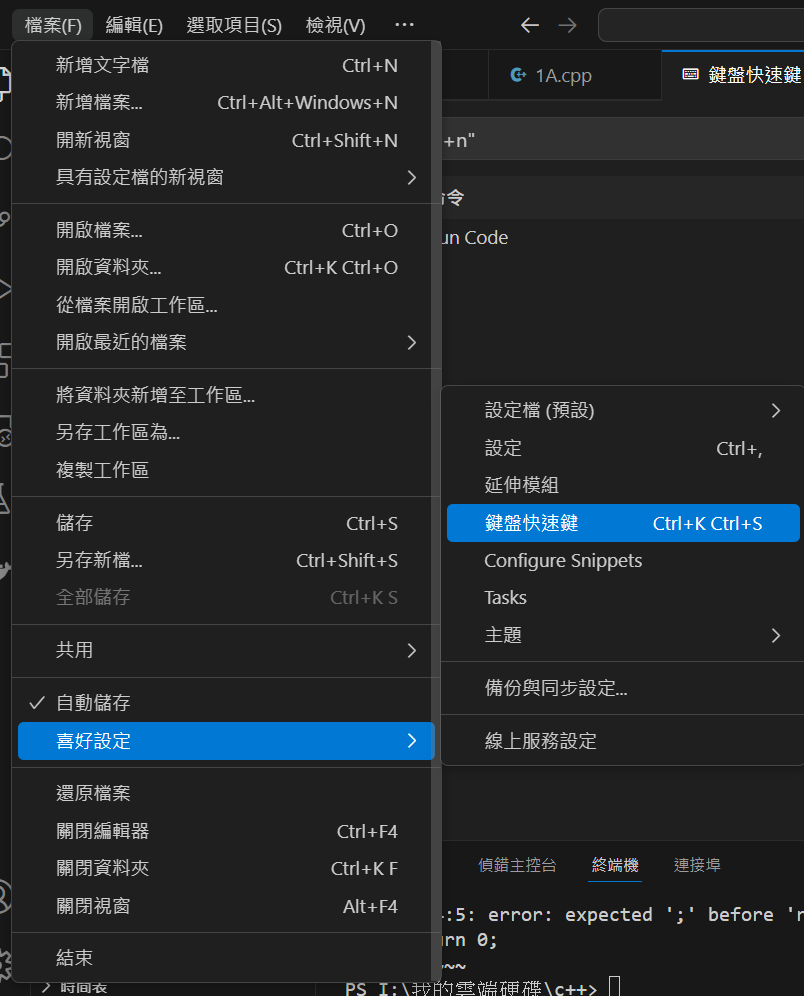 檔案(F) 編輯(E) 選取項目(S) 檢視(V) ···
新增文字檔 Ctrl+N
新增檔案... Ctrl+Alt+Windows+N
開新視窗 Ctrl+Shift+N
具有設定檔的新視窗
開啟檔案... Ctrl+O
開啟資料夾... Ctrl+K Ctrl+O
從檔案開啟工作區...
開啟最近的檔案
將資料夾新增至工作區...
另存工作區為...
複製工作區
儲存 Ctrl+S
另存新檔... Ctrl+Shift+S
全部儲存 Ctrl+K S
共用
自動儲存
喜好設定
還原檔案
關閉編輯器 Ctrl+F4
關閉資料夾 Ctrl+K F
關閉視窗 Alt+F4
結束
時間表
1A.cpp 鍵盤快速鍵
+n"
令
un Code
設定檔 (預設)
設定 Ctrl+,
延伸模組
鍵盤快速鍵 Ctrl+K Ctrl+S
Configure Snippets
Tasks
主題
備份與同步設定...
線上服務設定
偵錯主控台 終端機 連接埠
:5: error: expected ';' before 'r
rn 0;
~~
PS I:\我的雲端硬碟\c++>